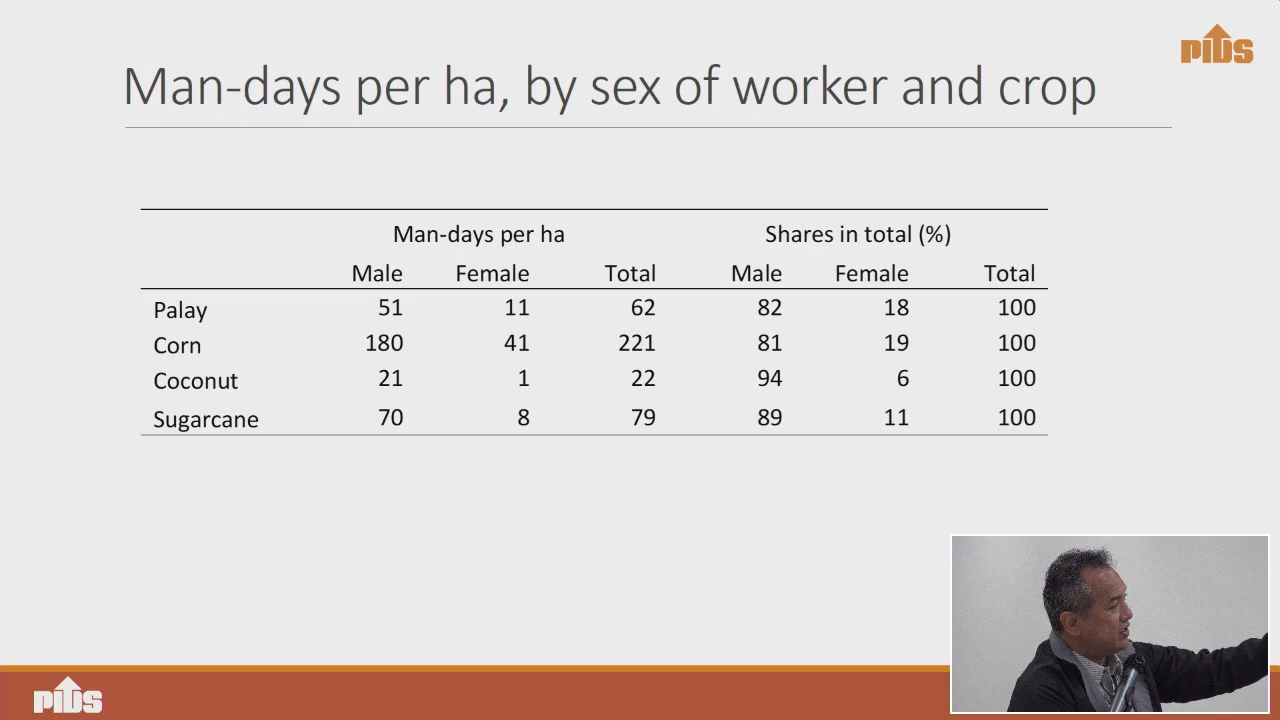 PIDS
Man-days per ha, by sex of worker and crop
Man-days per ha Shares in total (%)
Male Female Total Male Female Total
Palay 51 11 62 82 18 100
Corn 180 41 221 81 19 100
Coconut 21 1 22 94 6 100
Sugarcane 70 8 79 89 11 100
PIDS